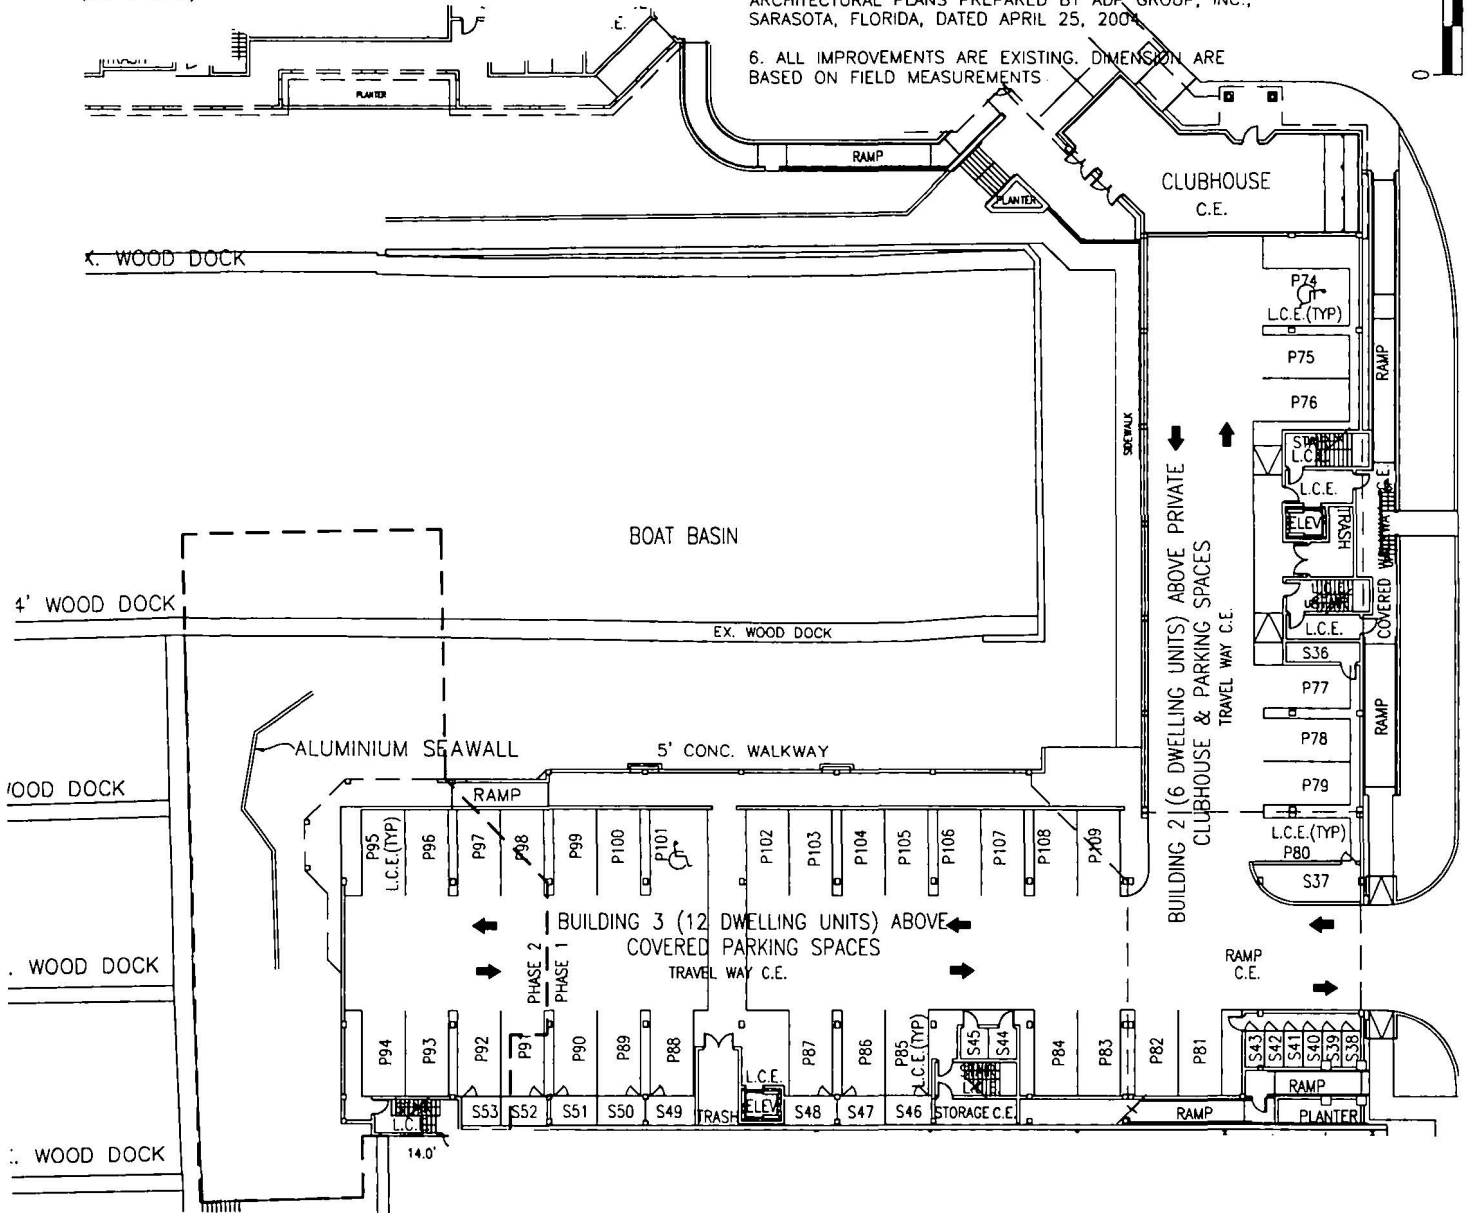 ARCHITECTURAL PLANS PREPARED BY ADP GROUP, INC.,
SARASOTA, FLORIDA, DATED APRIL 25, 2004
6. ALL IMPROVEMENTS ARE EXISTING. DIMENSION ARE
BASED ON FIELD MEASUREMENTS.
.E.
TRASH
PLANTER
RAMP
PLANTER
CLUBHOUSE
C.E.
WOOD DOCK
P74
L.C.E.(TYP)
P75
RAMP
P76
SIDEWALK
L.C.E.
ELEV
TRASH
COVERED WALKWAY C.E.
L.C.E.
S36
P77
P78
RAMP
P79
L.C.E.(TYP)
P80
S37
BUILDING 2 (6 DWELLING UNITS) ABOVE PRIVATE
CLUBHOUSE & PARKING SPACES
TRAVEL WAY C.E.
BOAT BASIN
4' WOOD DOCK
EX. WOOD DOCK
ALUMINIUM SEAWALL
5' CONC. WALKWAY
WOOD DOCK
RAMP
P95
L.C.E.(TYP)
P96
P97
P98
P99
P100
P101
P102
P103
P104
P105
P106
P107
P108
P109
BUILDING 3 (12 DWELLING UNITS) ABOVE
COVERED PARKING SPACES
TRAVEL WAY C.E.
PHASE 2
PHASE 1
RAMP
C.E.
. WOOD DOCK
P94
P93
P92
P91
P90
P89
P88
P87
P86
P85
L.C.E.(TYP)
S45
S44
P84
P83
P82
P81
S43
S42
S41
S40
S39
S38
L.C.E.
ELEV
RAMP
S53
S52
S51
S50
S49
TRASH
S48
S47
S46
STORAGE C.E.
RAMP
PLANTER
L.C.E.
14.0'
WOOD DOCK
0